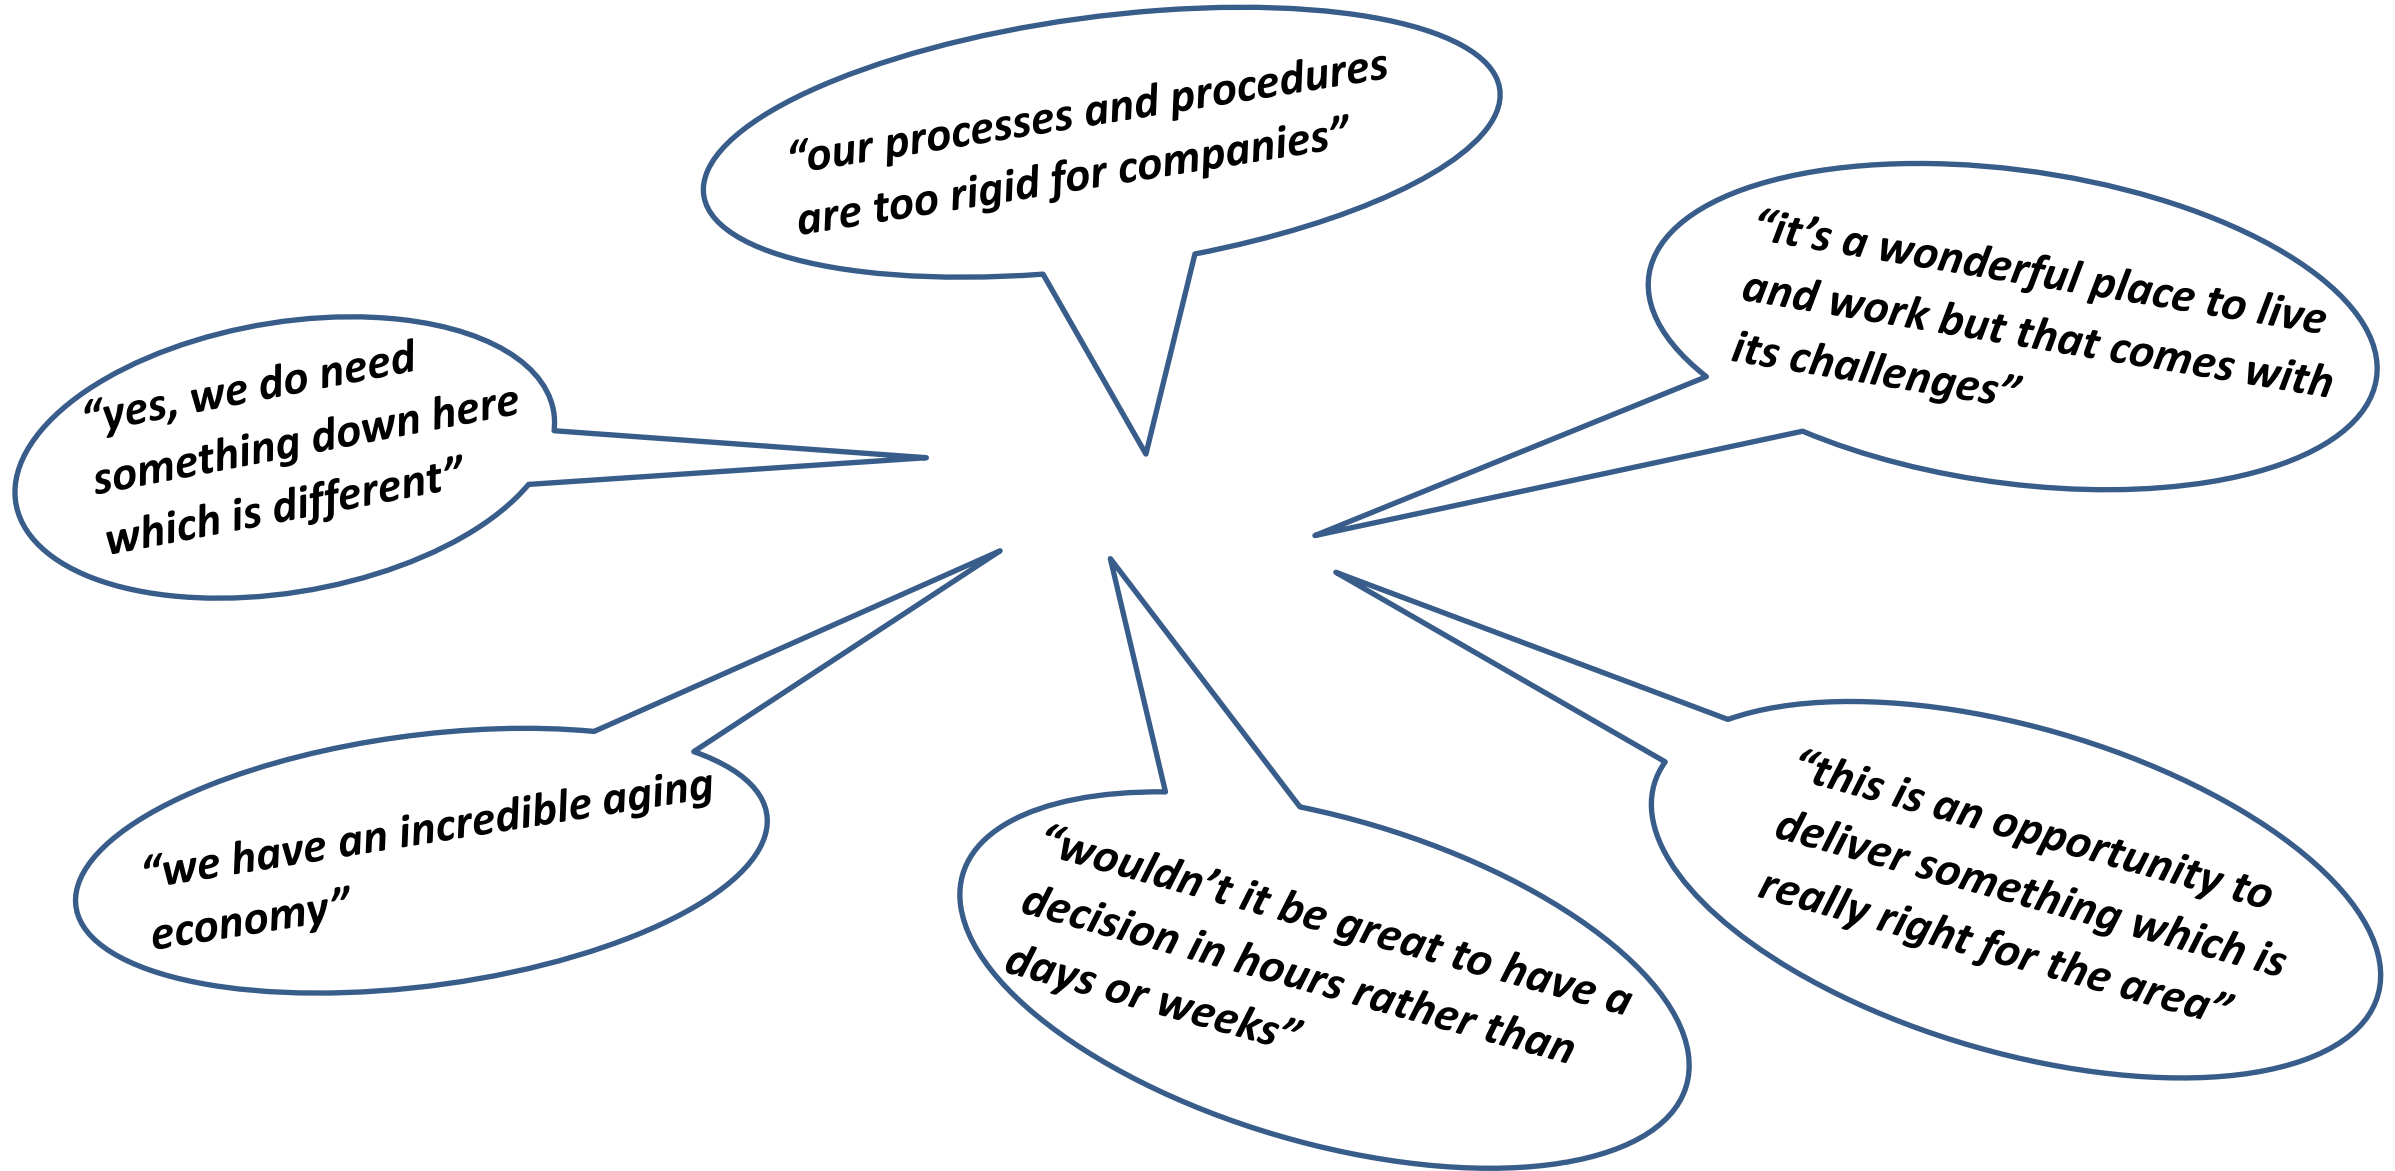 “our processes and procedures
are too rigid for companies”
“it’s a wonderful place to live
and work but that comes with
its challenges”
“yes, we do need
something down here
which is different”
“we have an incredible aging
economy”
“wouldn’t it be great to have a
decision in hours rather than
days or weeks”
“this is an opportunity to
deliver something which is
really right for the area”